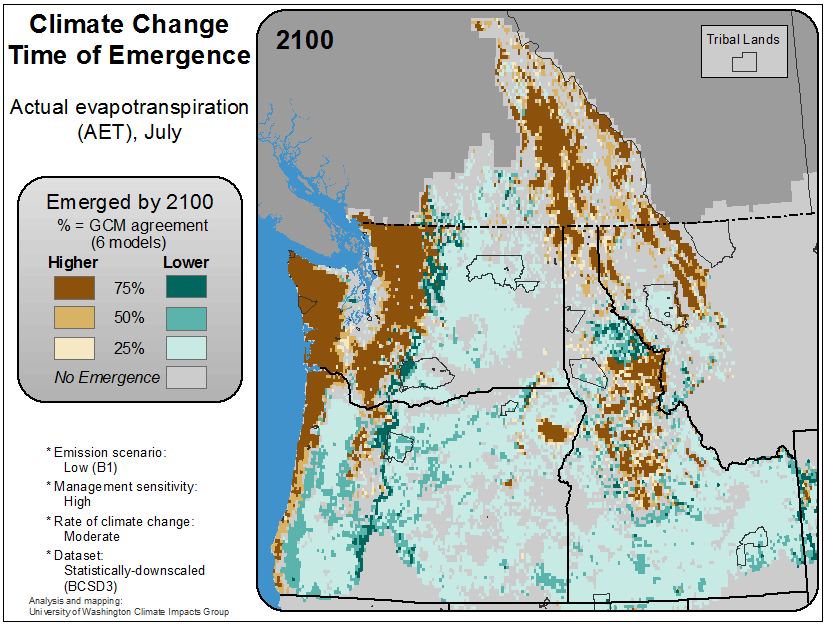 Climate Change
Time of Emergence
Actual evapotranspiration
(AET), July
Emerged by 2100
% = GCM agreement
(6 models)
Higher Lower
75%
50%
25%
No Emergence
* Emission scenario:
Low (B1)
* Management sensitivity:
High
* Rate of climate change:
Moderate
* Dataset:
Statistically-downscaled
(BCSD3)
Analysis and mapping:
University of Washington Climate Impacts Group
2100
Tribal Lands